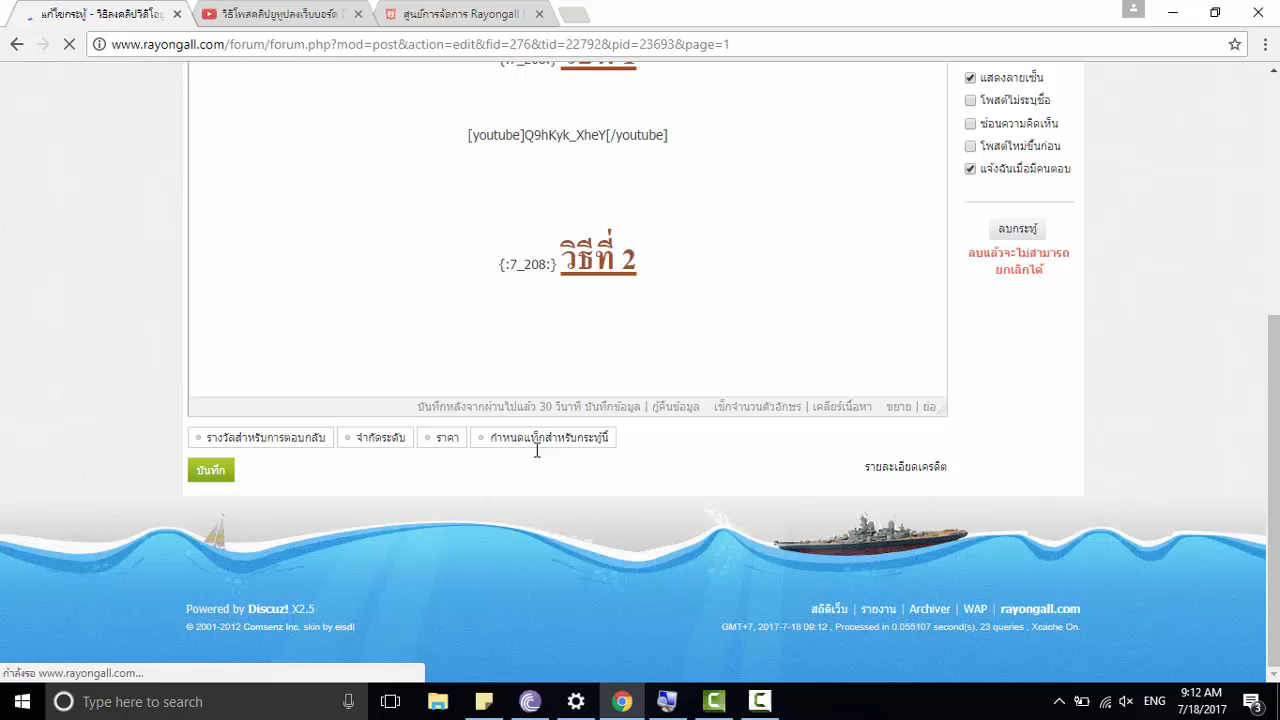 แก้ไขกระทู้ - วิธีติดคลิปวิดีโอยู
วิธีโพสต์คลิปยูทูปลงเว็บบอร์ด
ศูนย์การจัดการ Rayongall
www.rayongall.com/forum/forum.php?mod=post&action=edit&fid=276&tid=22792&pid=23693&page=1
{:7_208:}
แสดงลายเซ็น
โพสต์ไม่ระบุชื่อ
ซ่อนความคิดเห็น
โพสต์ใหม่ขึ้นก่อน
แจ้งฉันเมื่อมีคนตอบ
[youtube]Q9hKyk_XheY[/youtube]
ลบกระทู้
ลบแล้วจะไม่สามารถ
ยกเลิกได้
{:7_208:} วิธีที่ 2
บันทึกหลังจากผ่านไปแล้ว 30 วินาที บันทึกข้อมูล | กู้คืนข้อมูล เช็กจำนวนตัวอักษร | เคลียร์เนื้อหา ขยาย | ย่อ
รางวัลสำหรับการตอบกลับ จำกัดระดับ ราคา กำหนดแท็กสำหรับกระทู้นี้
บันทึก
รายละเอียดเครดิต
Powered by Discuz! X2.5
© 2001-2012 Comsenz Inc. skin by eisdl
สถิติเว็บ | รายงาน | Archiver | WAP | rayongall.com
GMT+7, 2017-7-18 09:12 , Processed in 0.055107 second(s), 23 queries , Xcache On.
กำลังรอ www.rayongall.com...
Type here to search
ENG
9:12 AM
7/18/2017
3